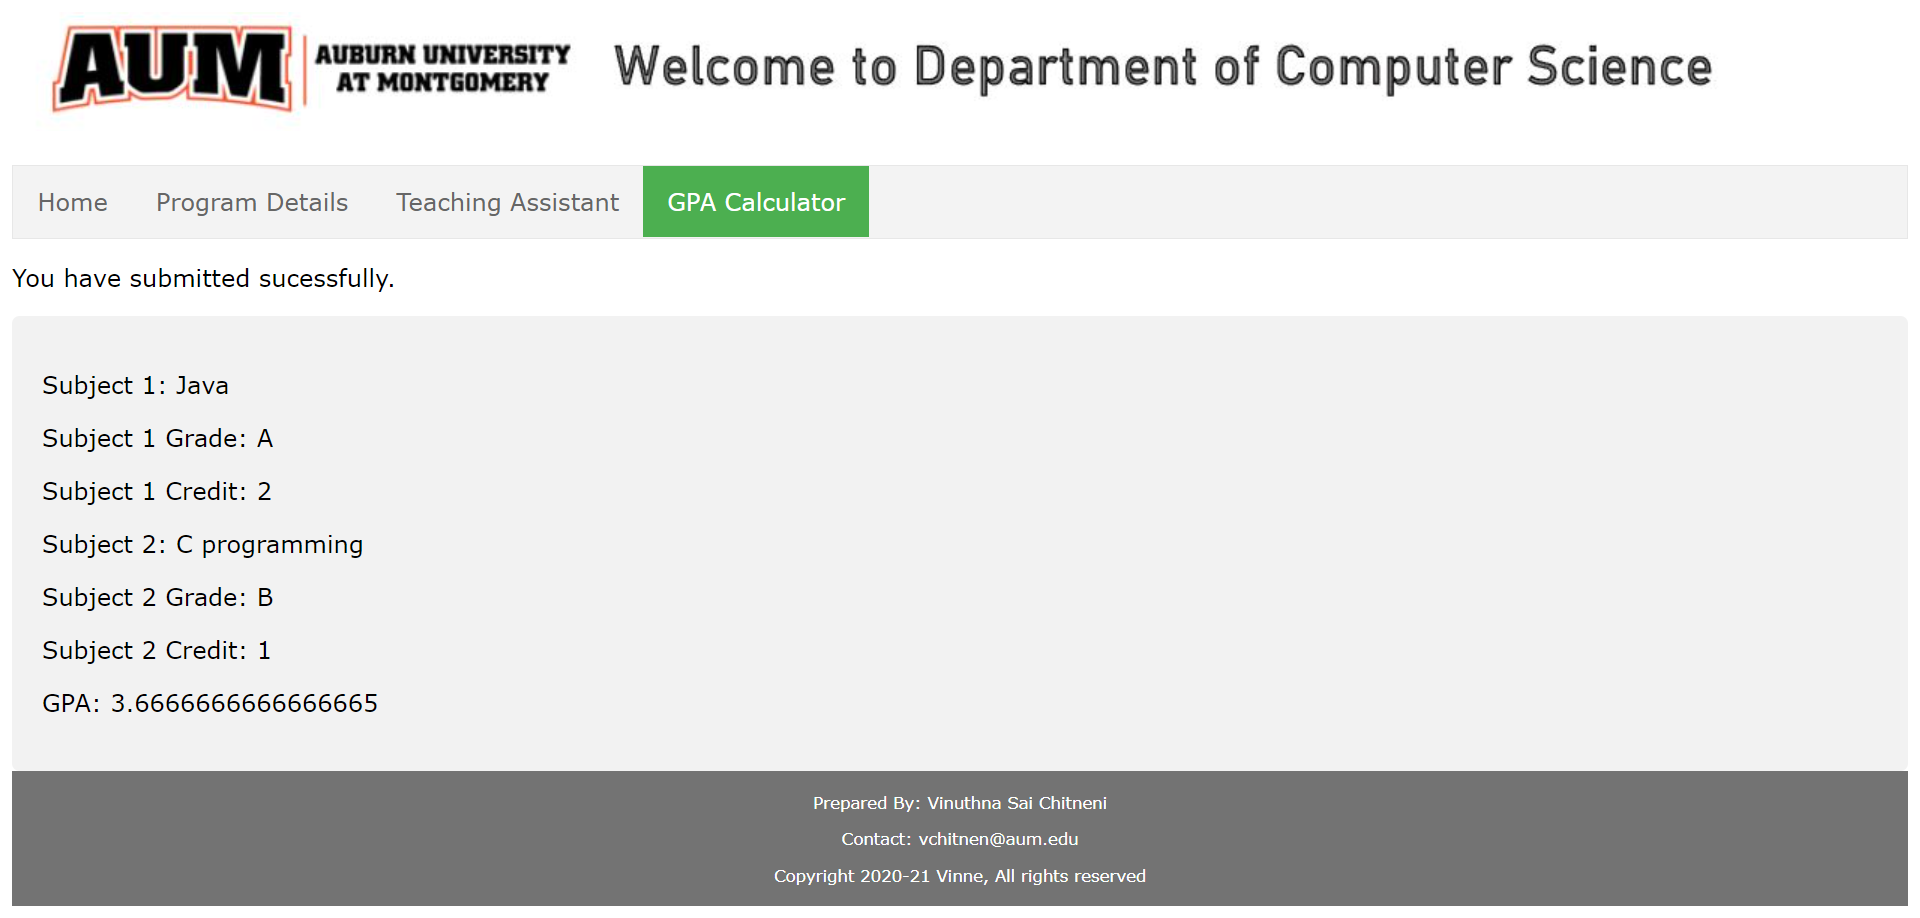 AUM AUBURN UNIVERSITY AT MONTGOMERY Welcome to Department of Computer Science
Home Program Details Teaching Assistant GPA Calculator
You have submitted sucessfully.
Subject 1: Java
Subject 1 Grade: A
Subject 1 Credit: 2
Subject 2: C programming
Subject 2 Grade: B
Subject 2 Credit: 1
GPA: 3.6666666666666665
Prepared By: Vinuthna Sai Chitneni
Contact: vchitnen@aum.edu
Copyright 2020-21 Vinne, All rights reserved